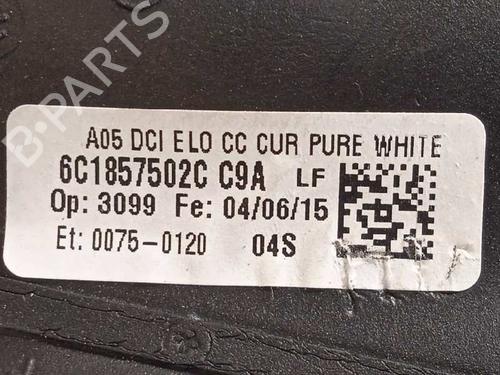 A05 DCI ELO CC CUR PURE WHITE
6C1857502C C9A LF
Op: 3099 Fe: 04/06/15
Et: 0075-0120 04S
B-PARTS